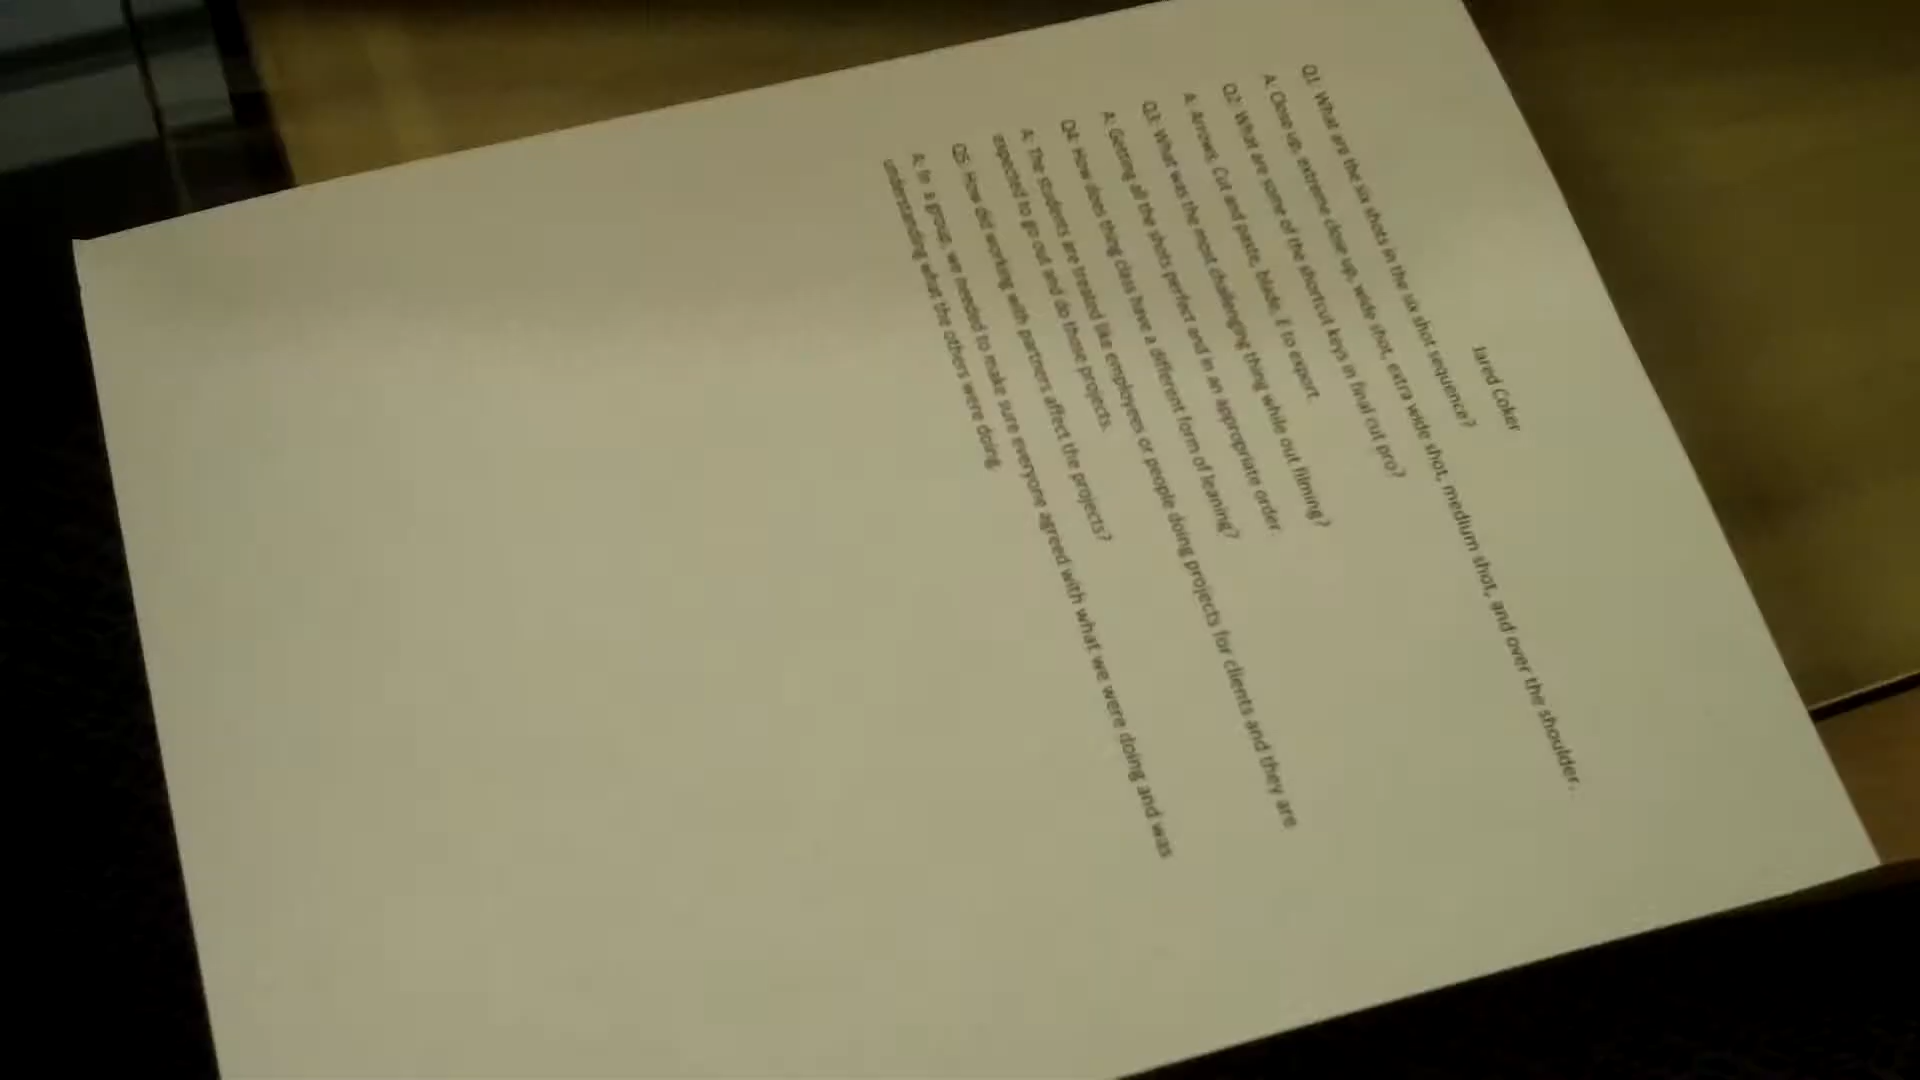 Jared Coker
Q1: What are the six shots in the six shot sequence?
A: Close up, extreme close up, wide shot, extra wide shot, medium shot, and over the shoulder.
Q2: What are some of the shortcut keys in final cut pro?
A: Arrows, Cut and paste, blade, E to export.
Q3: What was the most challenging thing while out filming?
A: Getting all the shots perfect and in an appropriate order.
Q4: How does thing class have a different form of leaning?
A: The students are treated like employees or people doing projects for clients and they are
expected to go out and do those projects.
Q5: How did working with partners affect the projects?
A: In a group, we needed to make sure everyone agreed with what we were doing and was
understanding what the others were doing.